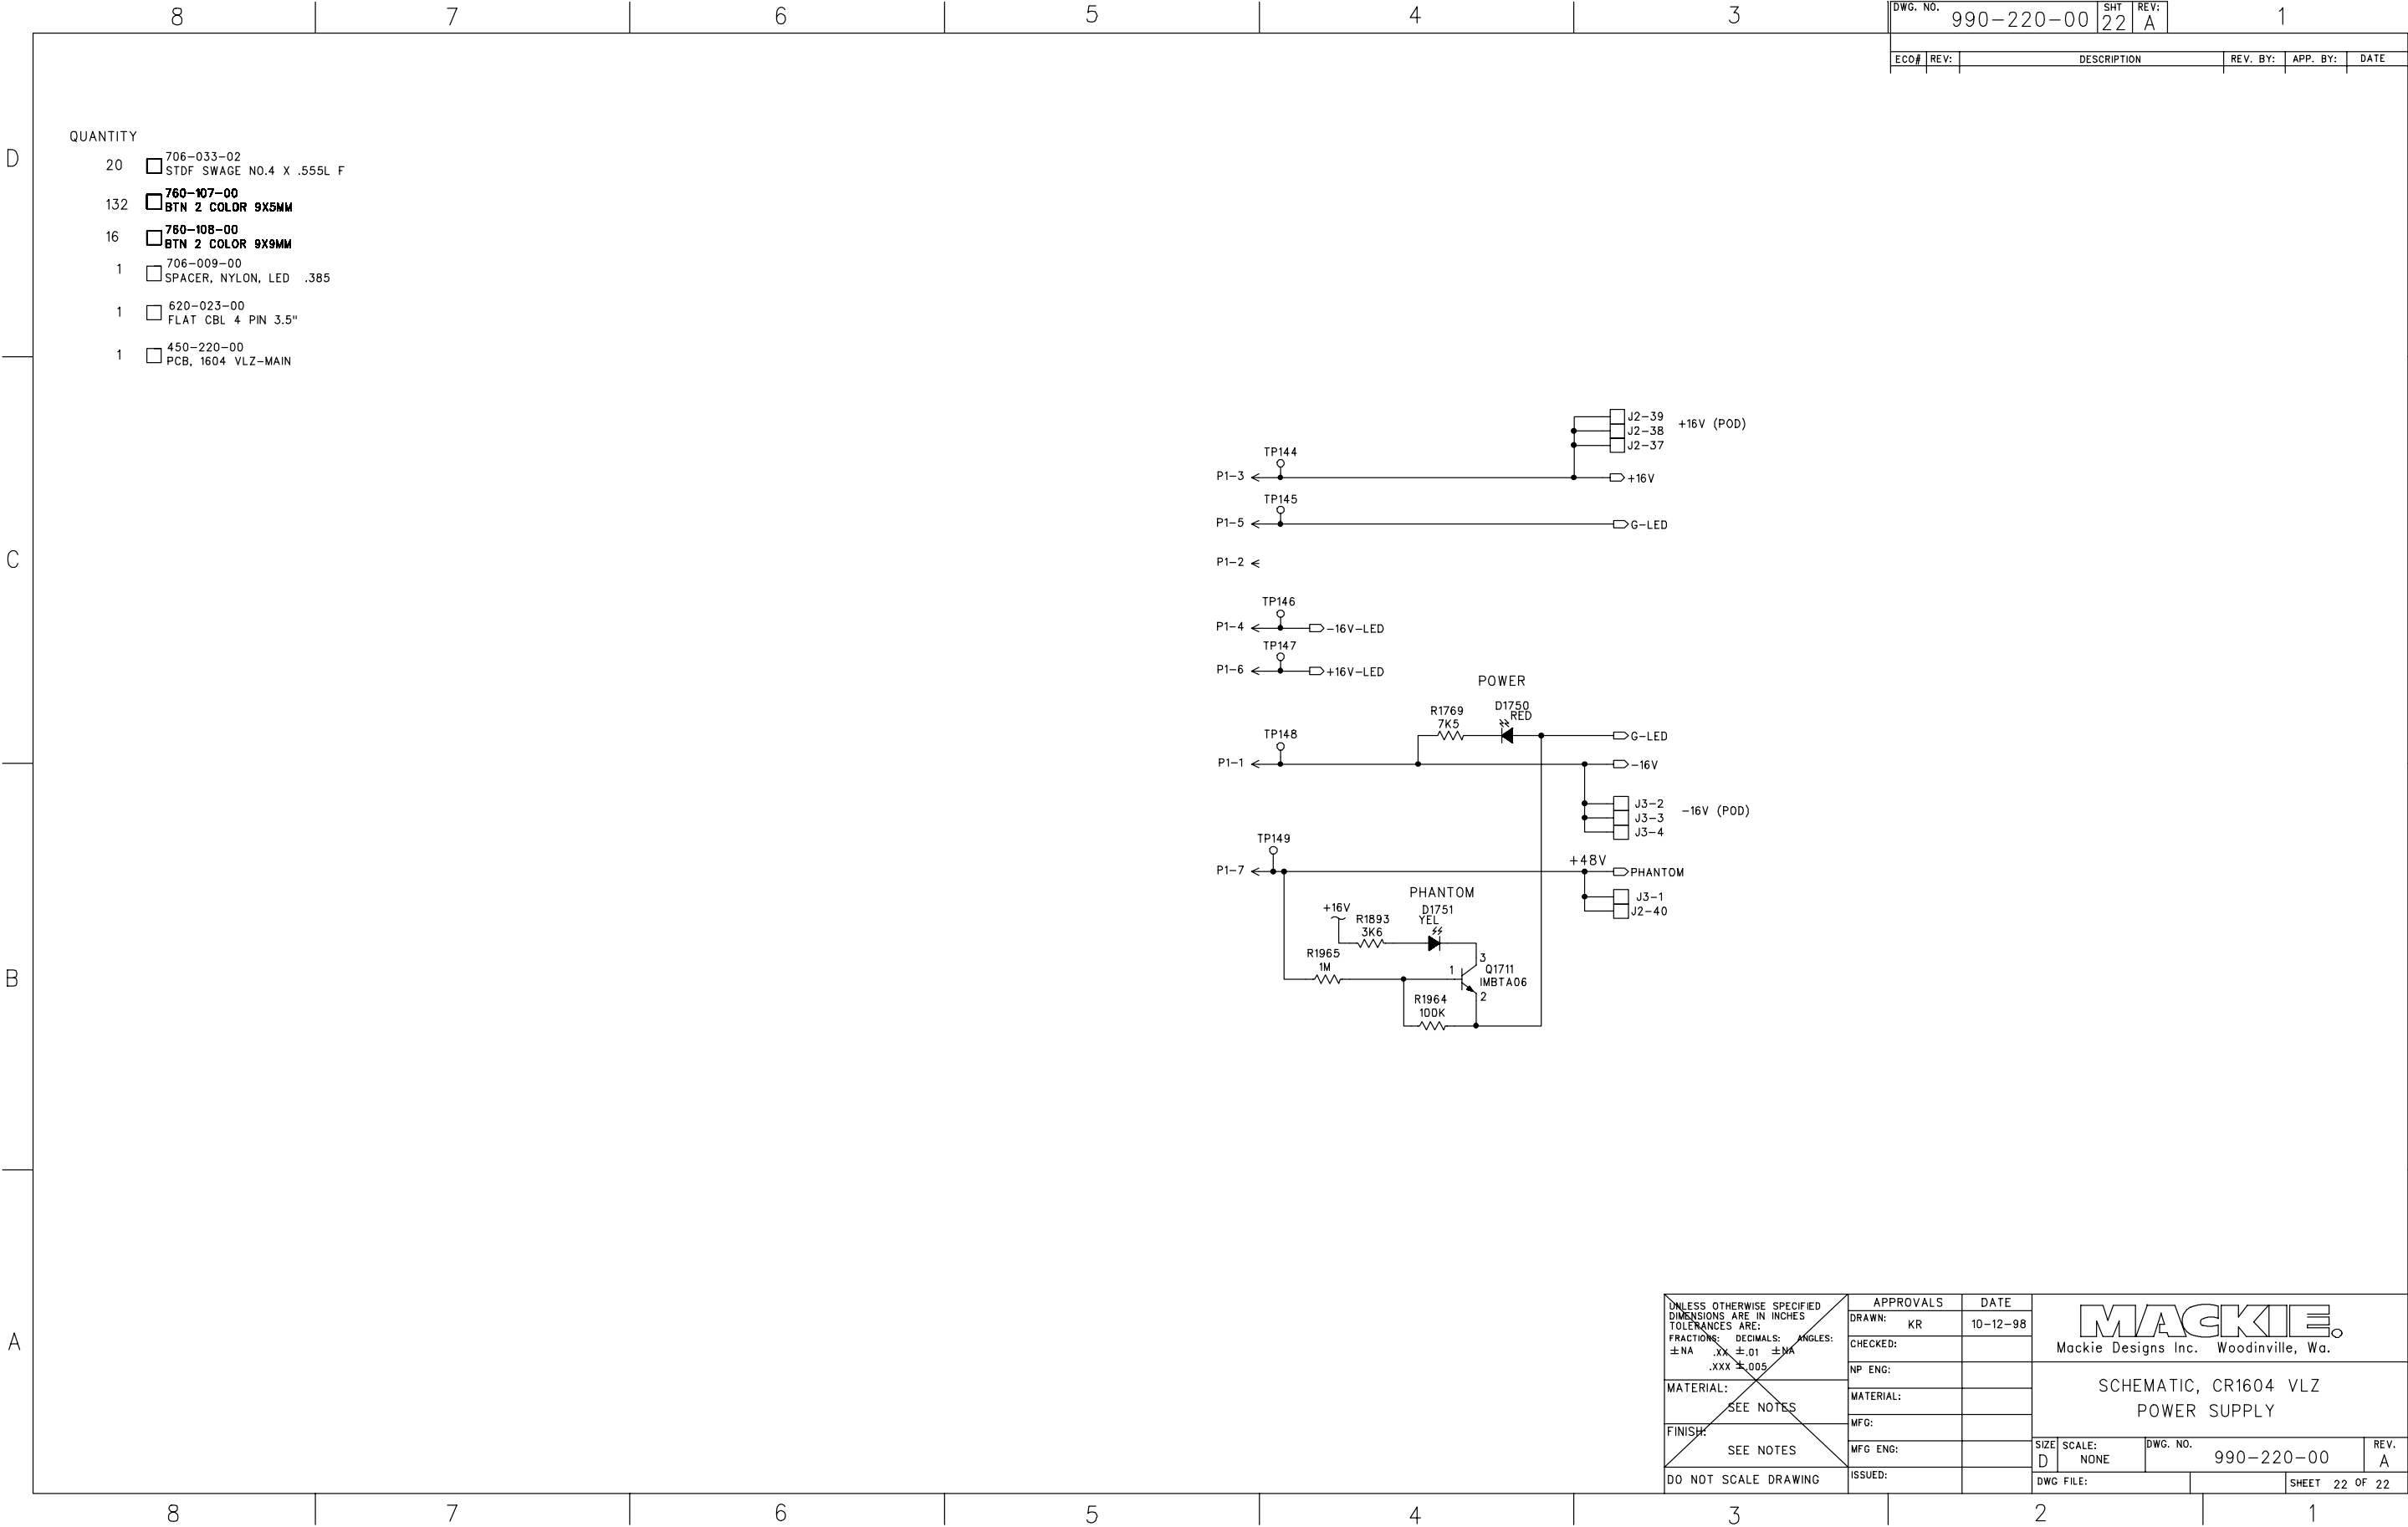 8 7 6 5 4 3 1
DWG. NO. 990-220-00 SHT 22 REV: A
ECO# REV: DESCRIPTION REV. BY: APP. BY: DATE
QUANTITY
20 706-033-02
STDF SWAGE NO.4 X .555L F
132 760-107-00
BTN 2 COLOR 9X5MM
16 760-108-00
BTN 2 COLOR 9X9MM
1 706-009-00
SPACER, NYLON, LED .385
1 620-023-00
FLAT CBL 4 PIN 3.5"
1 450-220-00
PCB, 1604 VLZ-MAIN
D
C
B
A
J2-39
J2-38 +16V (POD)
J2-37
TP144
P1-3 +16V
TP145
P1-5 G-LED
P1-2
TP146
P1-4 -16V-LED
TP147
P1-6 +16V-LED
POWER
R1769 D1750
7K5 RED
TP148 G-LED
P1-1 -16V
J3-2
J3-3 -16V (POD)
J3-4
TP149
+48V
P1-7 PHANTOM
PHANTOM
J3-1
J2-40
+16V R1893 D1751
3K6 YEL
R1965
1M
1 3 Q1711
IMBTA06
2
R1964
100K
UNLESS OTHERWISE SPECIFIED
DIMENSIONS ARE IN INCHES
TOLERANCES ARE:
FRACTIONS: DECIMALS: ANGLES:
±NA .XX ±.01 ±NA
.XXX ±.005
MATERIAL:
SEE NOTES
FINISH:
SEE NOTES
DO NOT SCALE DRAWING
APPROVALS DATE
DRAWN: KR 10-12-98
CHECKED:
NP ENG:
MATERIAL:
MFG:
MFG ENG:
ISSUED:
MACKIE.
Mackie Designs Inc. Woodinville, Wa.
SCHEMATIC, CR1604 VLZ
POWER SUPPLY
SIZE D SCALE: NONE DWG. NO. 990-220-00 REV. A
DWG FILE: SHEET 22 OF 22
8 7 6 5 4 3 2 1